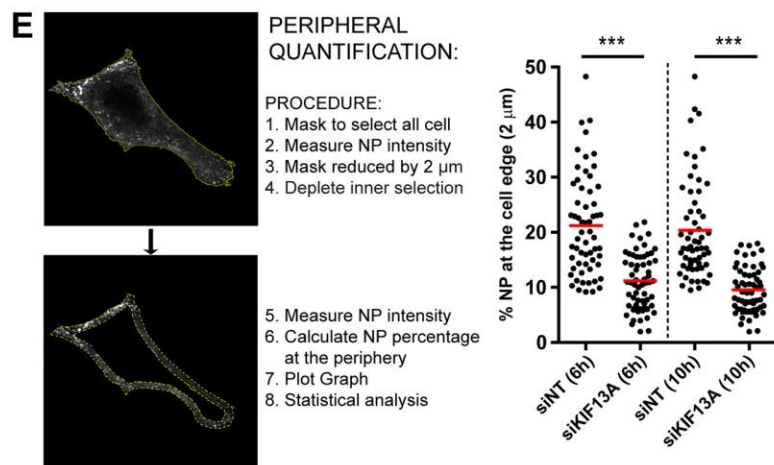 E
PERIPHERAL
QUANTIFICATION:
PROCEDURE:
1. Mask to select all cell
2. Measure NP intensity
3. Mask reduced by 2 µm
4. Deplete inner selection
5. Measure NP intensity
6. Calculate NP percentage
at the periphery
7. Plot Graph
8. Statistical analysis
% NP at the cell edge (2 µm)
50
40
30
20
10
0
***
***
siNT (6h)
siKIF13A (6h)
siNT (10h)
siKIF13A (10h)